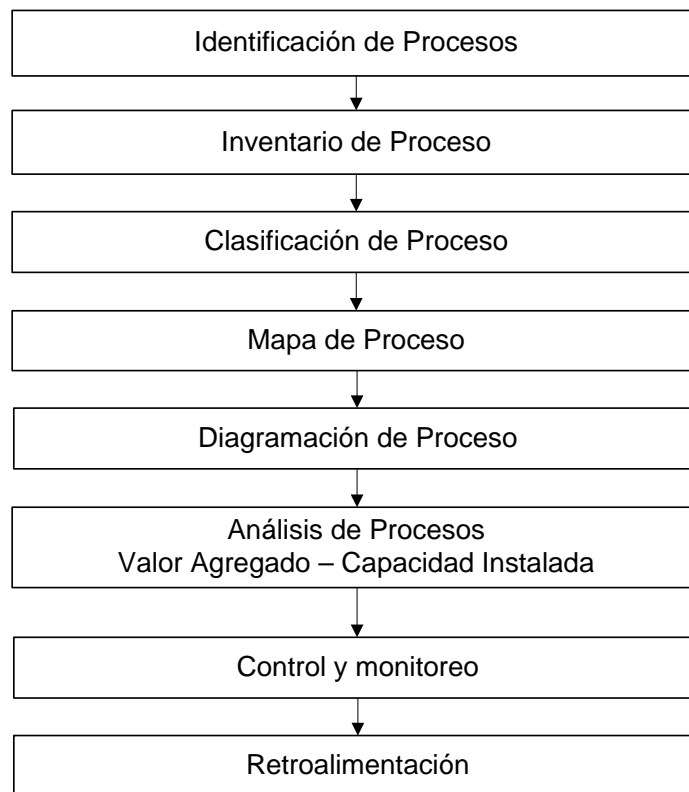 Identificación de Procesos
Inventario de Proceso
Clasificación de Proceso
Mapa de Proceso
Diagramación de Proceso
Análisis de Procesos
Valor Agregado – Capacidad Instalada
Control y monitoreo
Retroalimentación